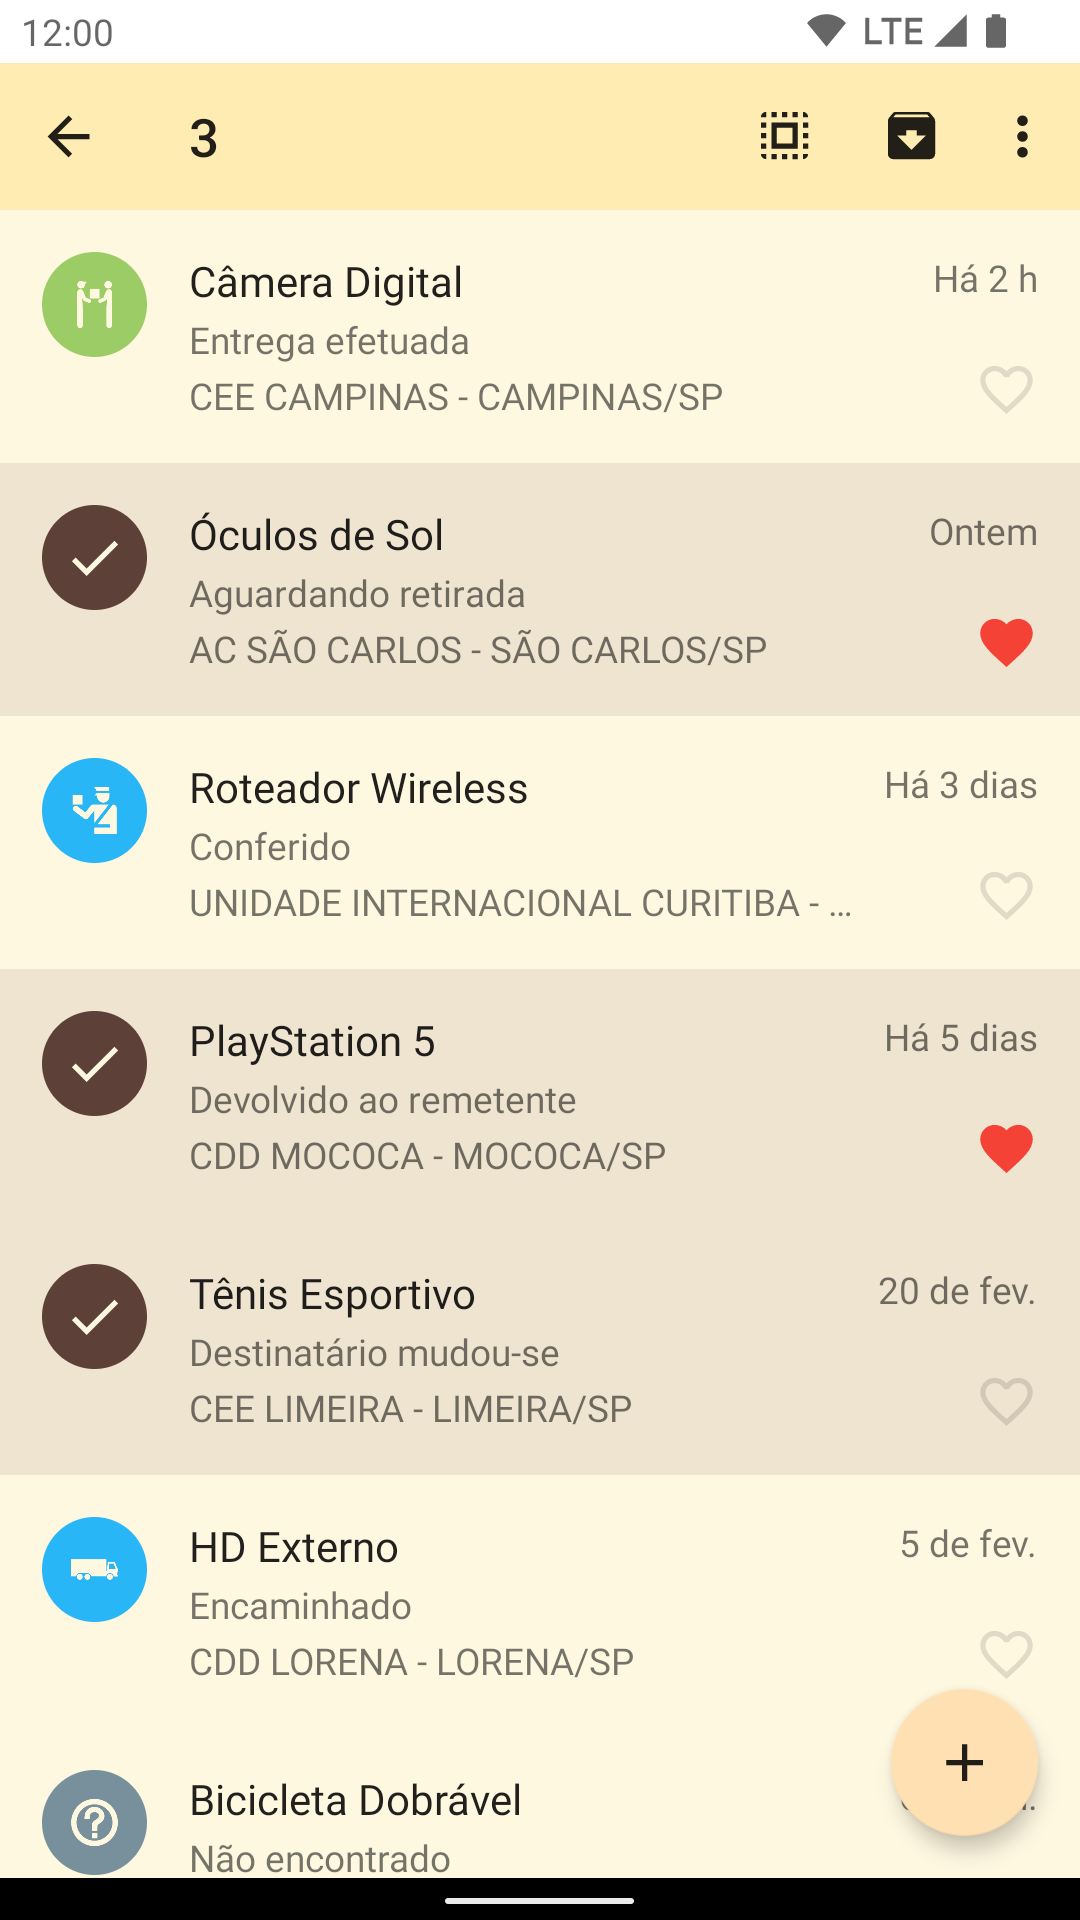 12:00
LTE
3
Câmera Digital
Há 2 h
Entrega efetuada
CEE CAMPINAS - CAMPINAS/SP
Óculos de Sol
Ontem
Aguardando retirada
AC SÃO CARLOS - SÃO CARLOS/SP
Roteador Wireless
Há 3 dias
Conferido
UNIDADE INTERNACIONAL CURITIBA - ...
PlayStation 5
Há 5 dias
Devolvido ao remetente
CDD MOCOCA - MOCOCA/SP
Tênis Esportivo
20 de fev.
Destinatário mudou-se
CEE LIMEIRA - LIMEIRA/SP
HD Externo
5 de fev.
Encaminhado
CDD LORENA - LORENA/SP
Bicicleta Dobrável
Não encontrado